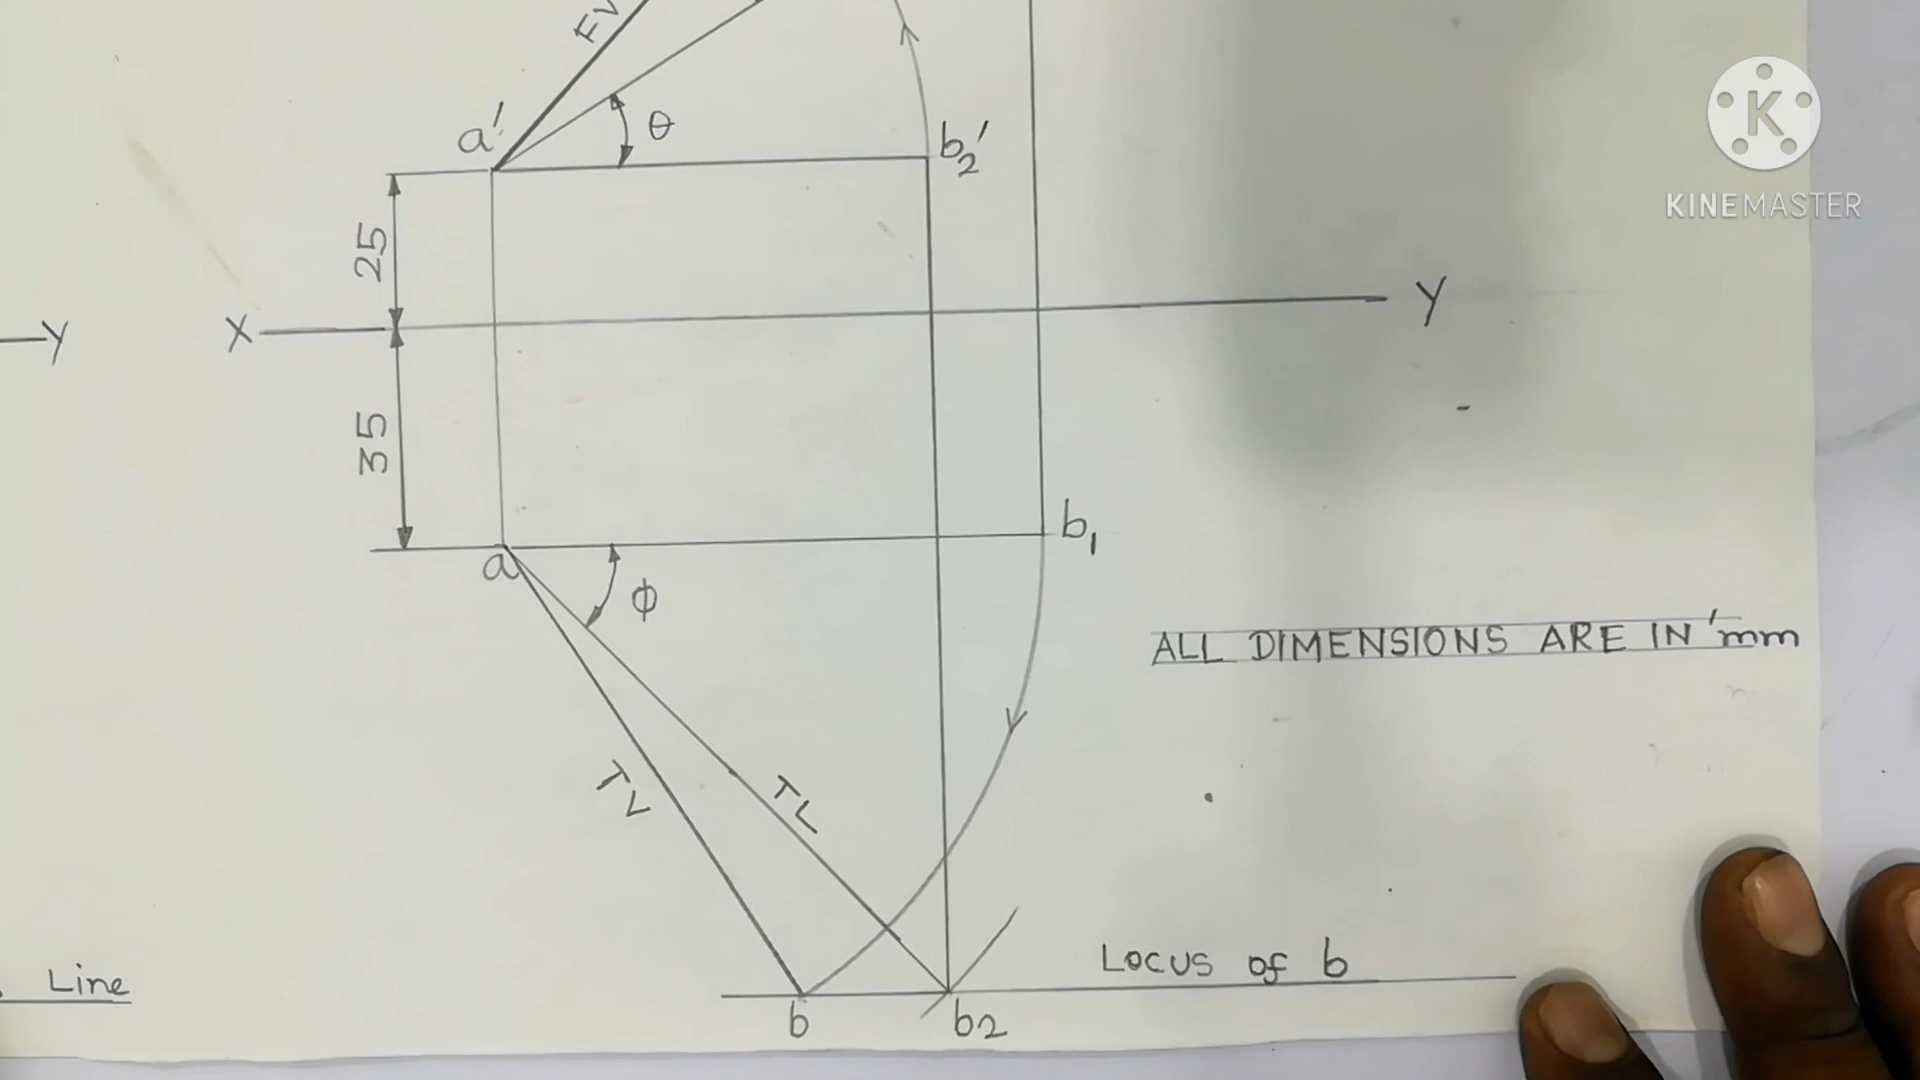 FV
a'
θ
b2'
25
X
Y
Y
35
a
b1
φ
ALL DIMENSIONS ARE IN 'mm
TV
TL
Locus of b
Line
b
b2
K
KINEMASTER